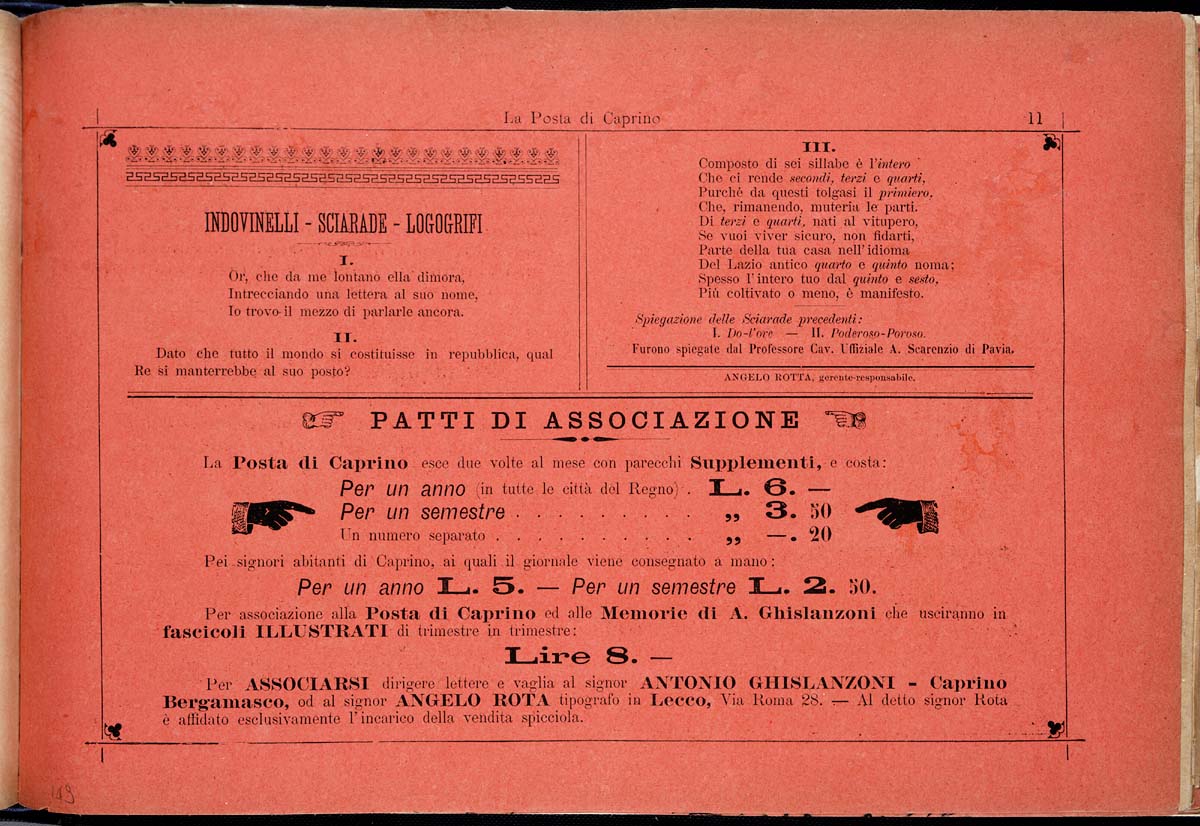 La Posta di Caprino
11
INDOVINELLI - SCIARADE - LOGOGRIFI
I.
Or, che da me lontano ella dimora,
Intrecciando una lettera al suo nome,
Io trovo il mezzo di parlarle ancora.
II.
Dato che tutto il mondo si costituisse in repubblica, qual
Re si manterrebbe al suo posto?
III.
Composto di sei sillabe è l'intero
Che ci rende secondi, terzi e quarti,
Purché da questi tolgasi il primiero,
Che, rimanendo, muteria le parti.
Di terzi e quarti, nati al vitupero,
Se vuoi viver sicuro, non fidarti,
Parte della tua casa nell'idioma
Del Lazio antico quarto e quinto noma;
Spesso l'intero tuo dal quinto e sesto,
Più coltivato o meno, è manifesto.
Spiegazione delle Sciarade precedenti:
I. Do-l'ore — II. Poderoso-Poroso.
Furono spiegate dal Professore Cav. Uffiziale A. Scarenzio di Pavia.
ANGELO ROTTA, gerente-responsabile.
PATTI DI ASSOCIAZIONE
La Posta di Caprino esce due volte al mese con parecchi Supplementi, e costa:
Per un anno (in tutte le città del Regno) . L. 6. —
Per un semestre . . . . . . . . . . „ 3. 50
Un numero separato . . . . . . . . . . „ —. 20
Pei signori abitanti di Caprino, ai quali il giornale viene consegnato a mano:
Per un anno L. 5. — Per un semestre L. 2. 50.
Per associazione alla Posta di Caprino ed alle Memorie di A. Ghislanzoni che usciranno in
fascicoli ILLUSTRATI di trimestre in trimestre:
Lire 8. —
Per ASSOCIARSI dirigere lettere e vaglia al signor ANTONIO GHISLANZONI - Caprino
Bergamasco, od al signor ANGELO ROTA tipografo in Lecco, Via Roma 28. — Al detto signor Rota
è affidato esclusivamente l'incarico della vendita spicciola.